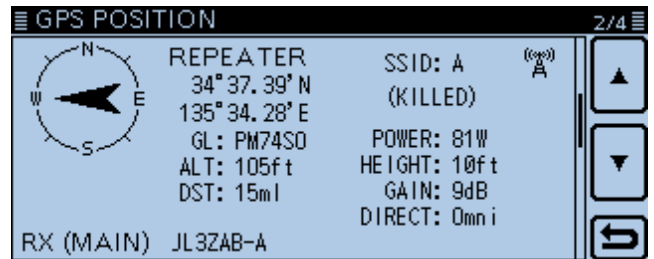 GPS POSITION 2/4
N
W E
S
REPEATER
34°37.39'N
135°34.28'E
GL: PM74SO
ALT: 105ft
DST: 15ml
SSID: A
(KILLED)
POWER: 81W
HEIGHT: 10ft
GAIN: 9dB
DIRECT: Omni
RX (MAIN) JL3ZAB-A